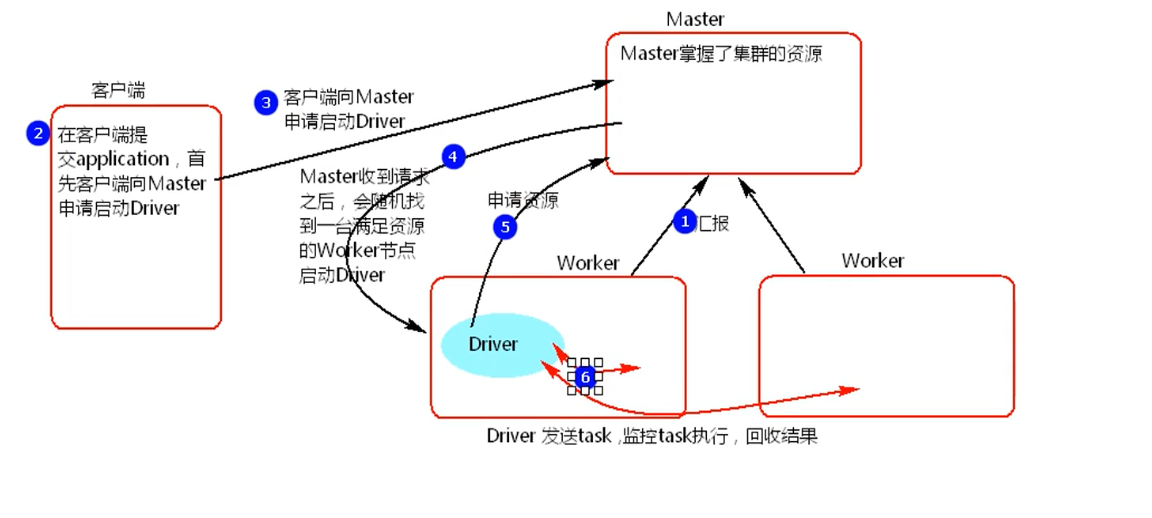 Master
Master掌握了集群的资源
客户端
2
在客户端提
交application，首
先客户端向Master
申请启动Driver
3
客户端向Master
申请启动Driver
4
Master收到请求
之后，会随机找
到一台满足资源
的Worker节点
启动Driver
申请资源
5
1
汇报
Worker
Worker
Driver
6
Driver 发送task ,监控task执行，回收结果